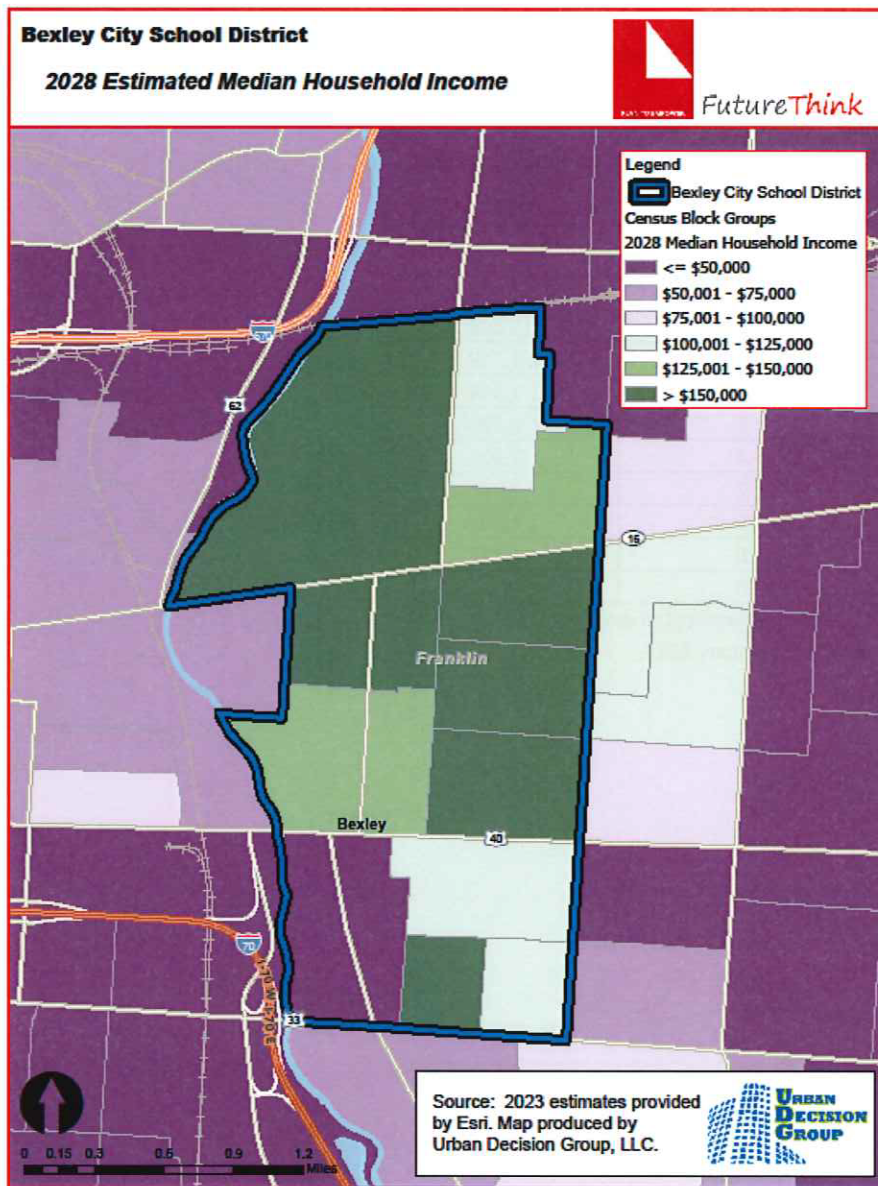 Bexley City School District
2028 Estimated Median Household Income
FutureThink
Legend
Bexley City School District
Census Block Groups
2028 Median Household Income
<= $50,000
$50,001 - $75,000
$75,001 - $100,000
$100,001 - $125,000
$125,001 - $150,000
> $150,000
670
62
16
Franklin
Bexley
40
70
I-70 W I-70 E
33
0 0.15 0.3 0.6 0.9 1.2
Miles
Source: 2023 estimates provided
by Esri. Map produced by
Urban Decision Group, LLC.
URBAN
DECISION
GROUP